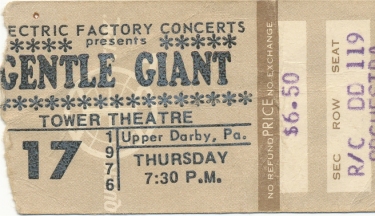 ECTRIC FACTORY CONCERTS
presents
GENTLE GIANT
TOWER THEATRE
17
1976
Upper Darby, Pa.
THURSDAY
7:30 P.M.
NO REFUND PRICE NO EXCHANGE
$6.50
SEC ROW SEAT
R/C DD 119